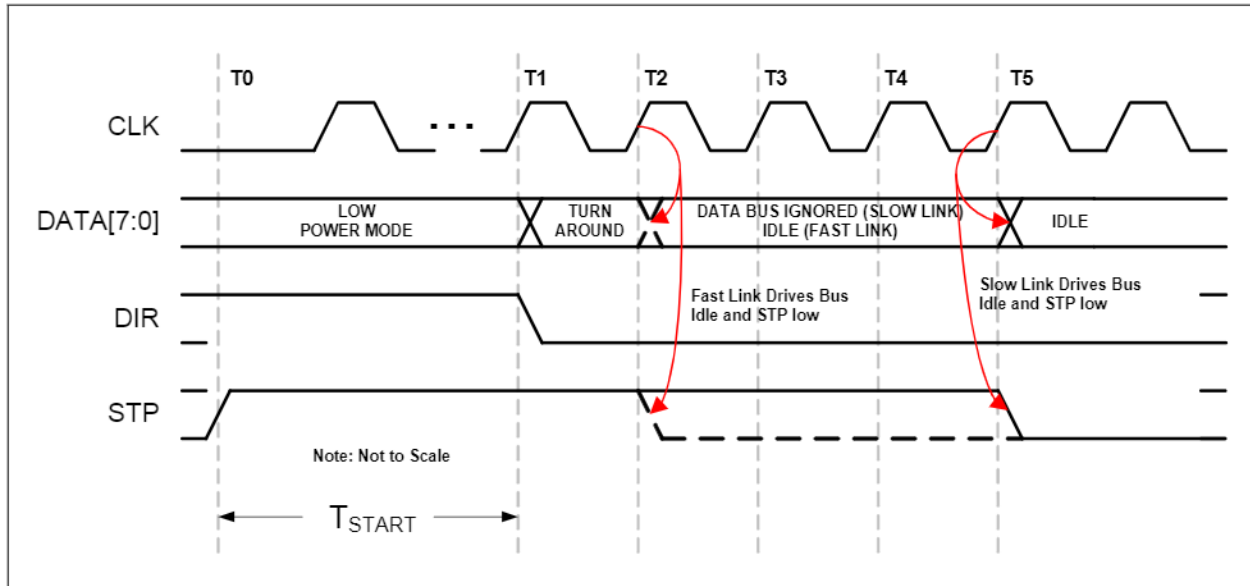 T0
T1
T2
T3
T4
T5
CLK
...
DATA[7:0]
LOW
POWER MODE
TURN
AROUND
DATA BUS IGNORED (SLOW LINK)
IDLE (FAST LINK)
IDLE
DIR
Fast Link Drives Bus
Idle and STP low
Slow Link Drives Bus
Idle and STP low
STP
Note: Not to Scale
TSTART